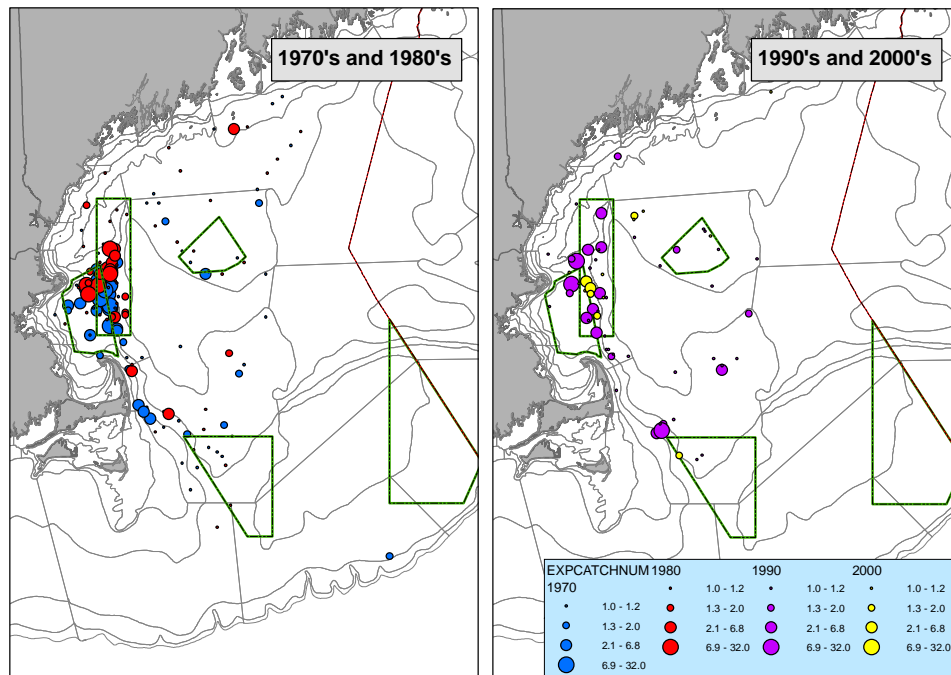 1970's and 1980's
1990's and 2000's
EXPCATCHNUM 1980 1990 2000
1970
1.0 - 1.2 1.0 - 1.2 1.0 - 1.2
1.0 - 1.2 1.3 - 2.0 1.3 - 2.0 1.3 - 2.0
1.3 - 2.0 2.1 - 6.8 2.1 - 6.8 2.1 - 6.8
2.1 - 6.8 6.9 - 32.0 6.9 - 32.0 6.9 - 32.0
6.9 - 32.0